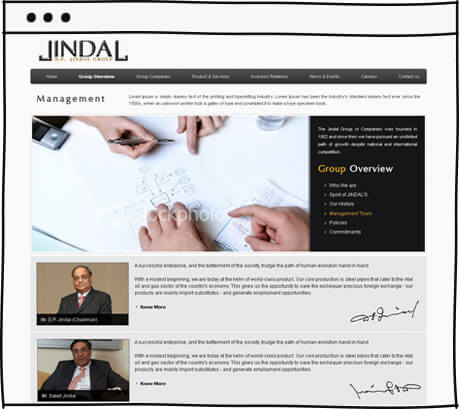 JINDAL
D.P. JINDAL GROUP
Home Group Overview Group Companies Product & Services Investors Relations News & Events Careers Contact us
Management
Lorem Ipsum is simply dummy text of the printing and typesetting industry. Lorem Ipsum has been the industry's standard dummy text ever since the
1500s, when an unknown printer took a galley of type and scrambled it to make a type specimen book.
The Jindal Group of Companies was founded in
1952 and since then we have pursued an unlimited
path of growth despite national and international
competition.
Group Overview
Who We are
Spirit of JINDAL'S
Our History
Management Team
Policies
Commitments
A successful enterprise, and the betterment of the society, trudge the path of human evolution hand-in-hand.
With a modest beginning, we are today at the helm of world-class product. Our core production is steel pipes that cater to the vital
oil and gas sector of the country's economy. This gives us the opportunity to save the exchequer precious foreign exchange - our
products are mainly import substitutes - and generate employment opportunities.
Know More
Mr. D.P. Jindal (Chairman)
A successful enterprise, and the betterment of the society, trudge the path of human evolution hand-in-hand.
With a modest beginning, we are today at the helm of world-class product. Our core production is steel pipes that cater to the vital
oil and gas sector of the country's economy. This gives us the opportunity to save the exchequer precious foreign exchange - our
products are mainly import substitutes - and generate employment opportunities.
Know More
Mr. Saket Jindal